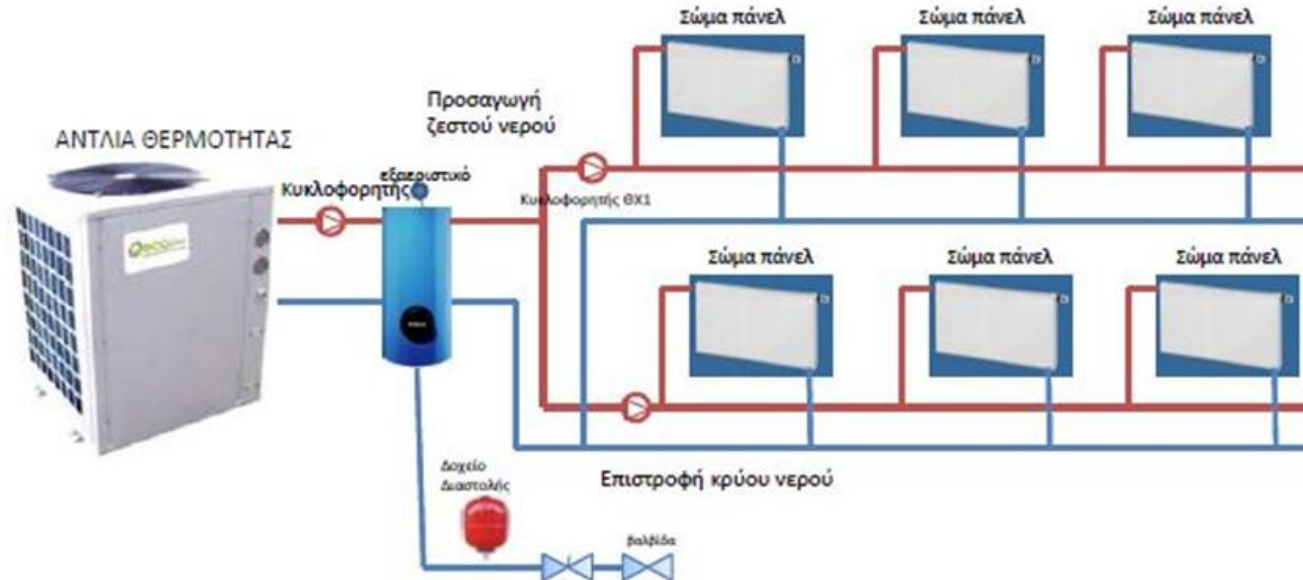 Σώμα πάνελ
Σώμα πάνελ
Σώμα πάνελ
Προσαγωγή
ζεστού νερού
ΑΝΤΛΙΑ ΘΕΡΜΟΤΗΤΑΣ
εξαεριστικό
Κυκλοφορητής
Κυκλοφορητής ΘΧ1
Σώμα πάνελ
Σώμα πάνελ
Σώμα πάνελ
Δοχείο
Διαστολής
Επιστροφή κρύου νερού
βαλβίδα